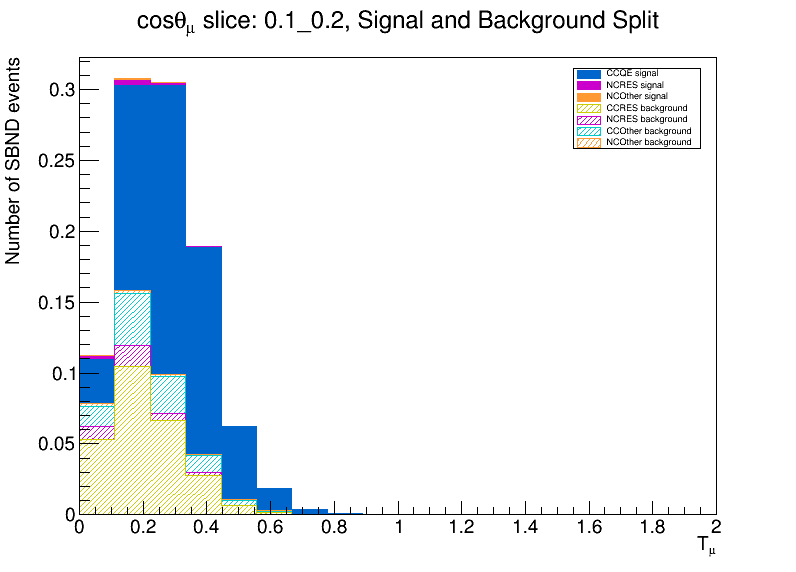 cosθμ slice: 0.1_0.2, Signal and Background Split
Number of SBND events
0.3
0.25
0.2
0.15
0.1
0.05
0
CCQE signal
NCRES signal
NCOther signal
CCRES background
NCRES background
CCOther background
NCOther background
0 0.2 0.4 0.6 0.8 1 1.2 1.4 1.6 1.8 2
Tμ